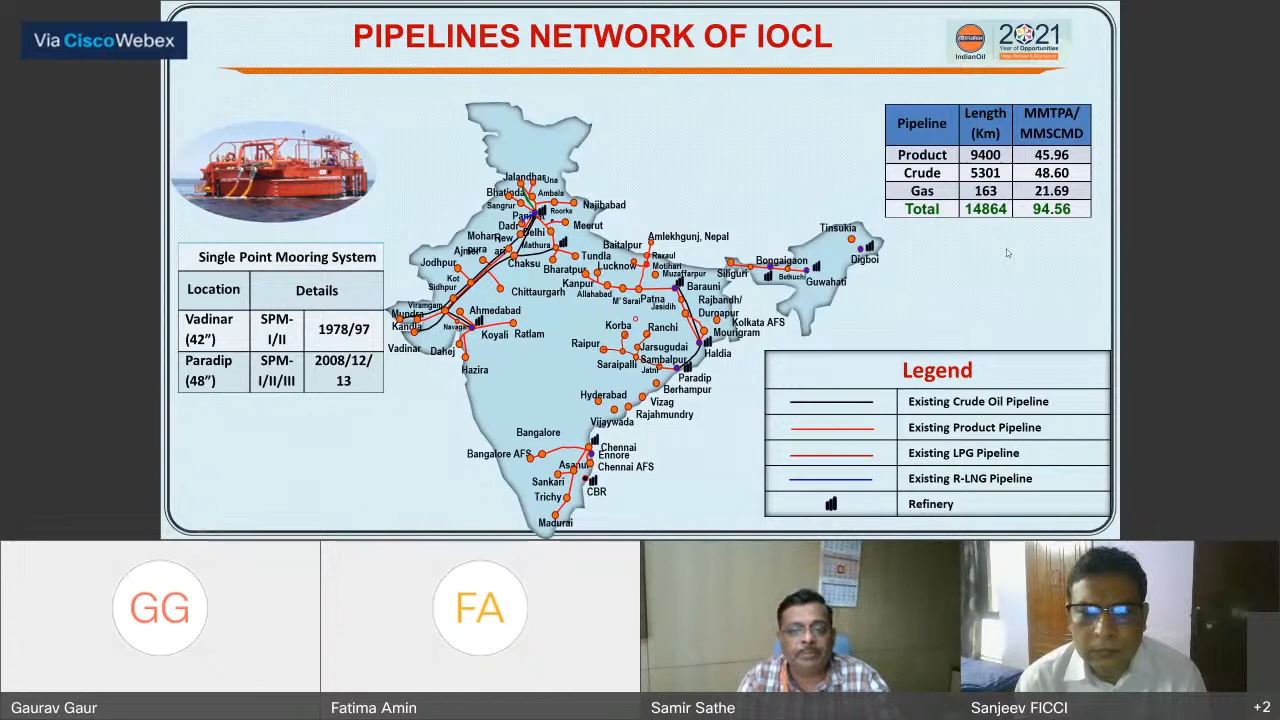 Via CiscoWebex
PIPELINES NETWORK OF IOCL
IndianOil
2021
Year of Opportunities
Pipeline Length (Km) MMTPA/ MMSCMD
Product 9400 45.96
Crude 5301 48.60
Gas 163 21.69
Total 14864 94.56
Single Point Mooring System
Location Details
Vadinar (42”) SPM-I/II 1978/97
Paradip (48”) SPM-I/II/III 2008/12/13
Jalandhar
Una
Bhatinda
Ambala
Sangrur
Roorke
Najibabad
Meerut
Delhi
Mathura
Ajmer
Jodhpur
Chaksu
Bharatpur
Tundla
Kot
Sidhpur
Chittaurgarh
Kanpur
Lucknow
Allahabad
M' Sarai
Patna
Baitalpur
Amlekhgunj, Nepal
Raxaul
Motihari
Muzaffarpur
Barauni
Jasidih
Rajbandh/
Durgapur
Kolkata AFS
Mourigram
Haldia
Siliguri
Bongaigaon
Betkuchi
Guwahati
Tinsukia
Digboi
Viramgam
Mundra
Kandla
Vadinar
Ahmedabad
Koyali
Ratlam
Dahej
Hazira
Korba
Ranchi
Raipur
Jarsugudai
Saraipalli
Sambalpur
Jatni
Paradip
Berhampur
Vizag
Rajahmundry
Hyderabad
Vijaywada
Bangalore
Bangalore AFS
Chennai
Ennore
Chennai AFS
Asanur
Sankari
CBR
Trichy
Madurai
Legend
Existing Crude Oil Pipeline
Existing Product Pipeline
Existing LPG Pipeline
Existing R-LNG Pipeline
Refinery
GG
FA
Gaurav Gaur
Fatima Amin
Samir Sathe
Sanjeev FICCI
+2